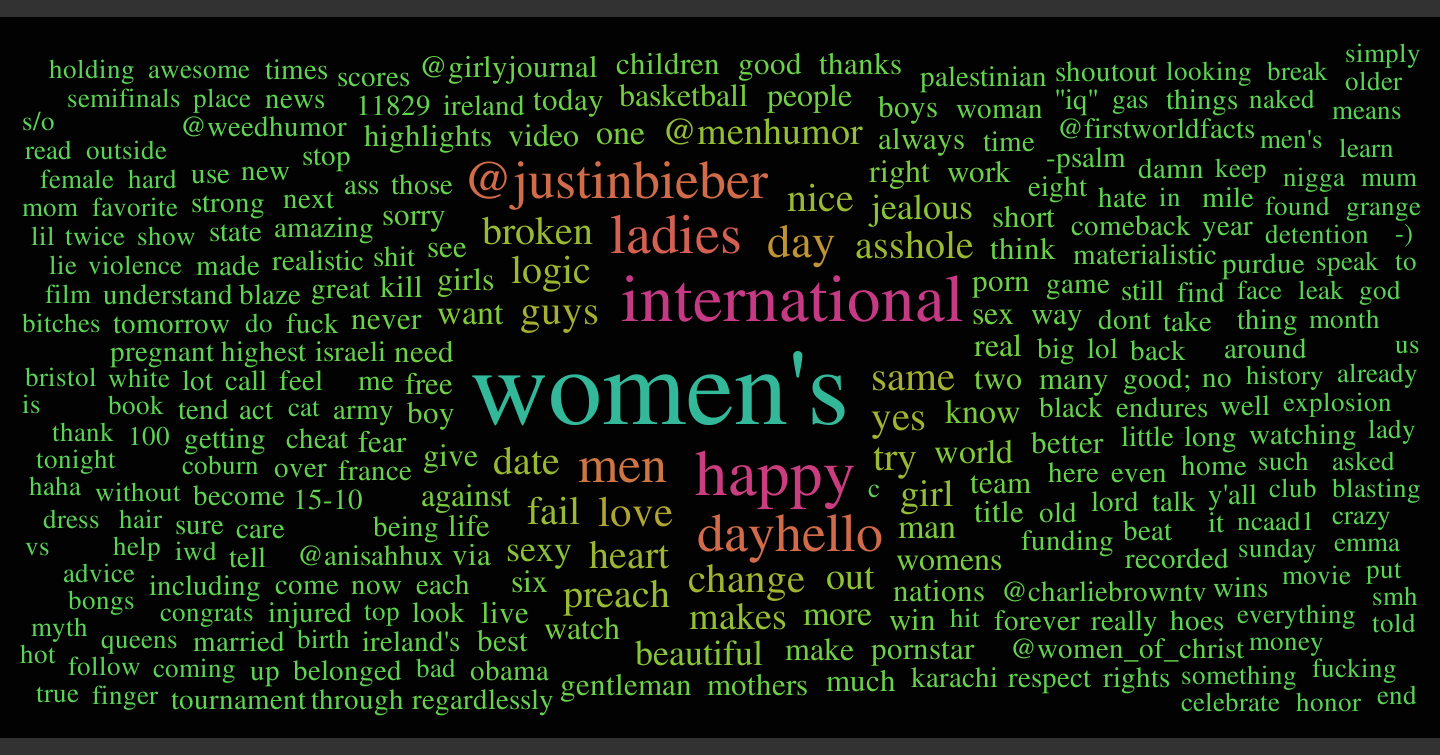 holding awesome times scores @girlyjournal children good thanks palestinian shoutout looking break simply
semifinals place news 11829 ireland today basketball people boys woman "iq" gas things naked older
s/o @weedhumor highlights video one @menhumor always time @firstworldfacts men's means
read outside stop @justinbieber right work -psalm damn keep learn
female hard use new ass those nice jealous eight hate in mile nigga mum
mom favorite strong next sorry broken ladies day asshole short comeback year found grange
lil twice show state amazing see logic think materialistic detention -)
lie violence made realistic shit girls international porn game still find purdue speak to
film understand blaze great kill want guys sex way dont take face leak god
bitches tomorrow do fuck never real big lol back thing month
pregnant highest israeli need women's same two many good; no around us
bristol white lot call feel me free yes know black endures well history already
is book tend act cat army boy try world better little long explosion
thank 100 getting cheat fear give date men happy c girl team here even home watching lady
tonight coburn over france against fail love title old lord talk such asked
haha without become 15-10 being life dayhello man y'all club blasting
dress hair sure care sexy heart womens funding beat it ncaad1 crazy
vs help iwd tell @anisahhux via six preach change out recorded sunday emma
advice including come now each makes more nations @charliebrowntv wins movie put
bongs congrats injured top look live watch win hit forever really hoes everything smh
myth queens married birth ireland's best beautiful make pornstar @women_of_christ money told
hot follow coming up belonged bad obama gentleman mothers much karachi respect rights something fucking
true finger tournament through regardlessly celebrate honor end